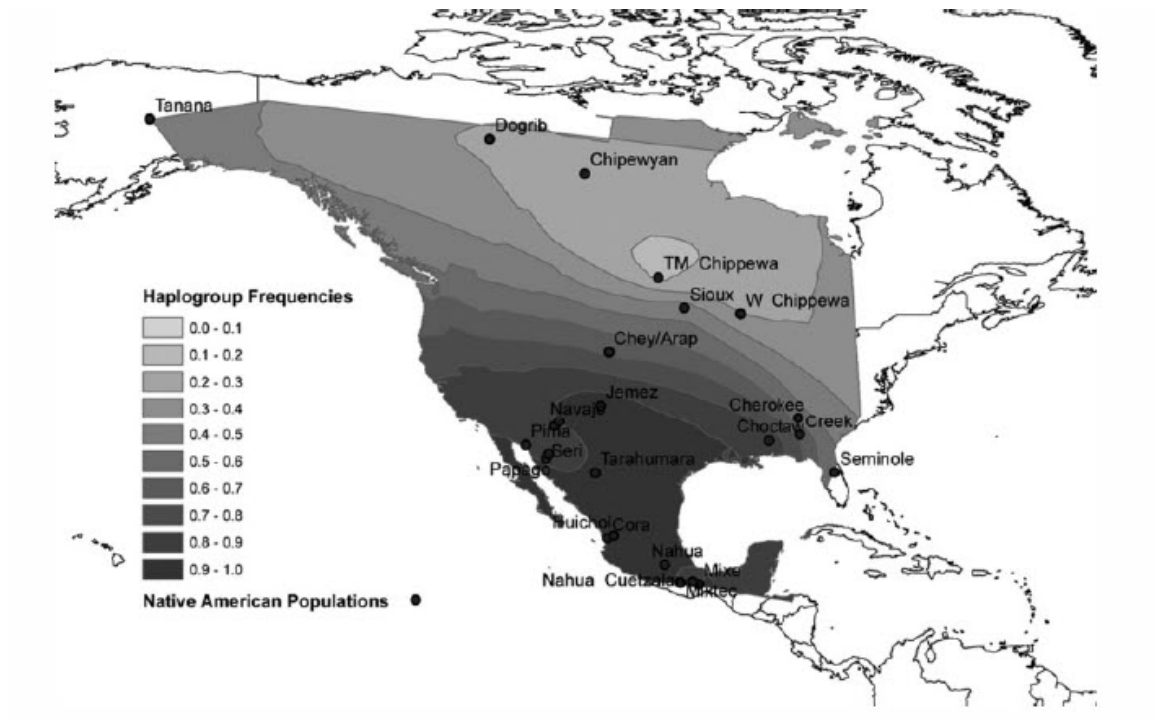 Tanana
Dogrib
Chipewyan
TM Chippewa
Sioux
W Chippewa
Haplogroup Frequencies
0.0 - 0.1
0.1 - 0.2
0.2 - 0.3
0.3 - 0.4
0.4 - 0.5
0.5 - 0.6
0.6 - 0.7
0.7 - 0.8
0.8 - 0.9
0.9 - 1.0
Native American Populations
Chey/Arap
Jemez
Navajo
Cherokee
Creek
Choctaw
Pima
Seri
Papago
Tarahumara
Seminole
Huichol
Cora
Nahua
Mixe
Nahua Cuetzala
Mixtec